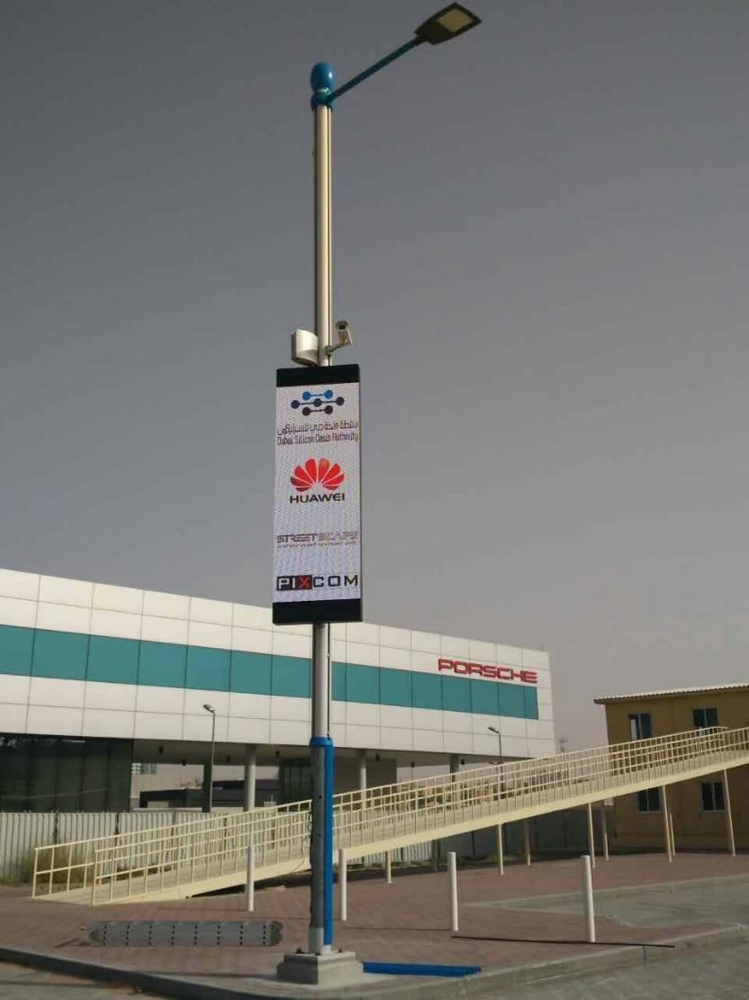 سلطة واحة دبي للسيليكون
Dubai Silicon Oasis Authority
HUAWEI
STREETSCAPE
PIXCOM
PORSCHE